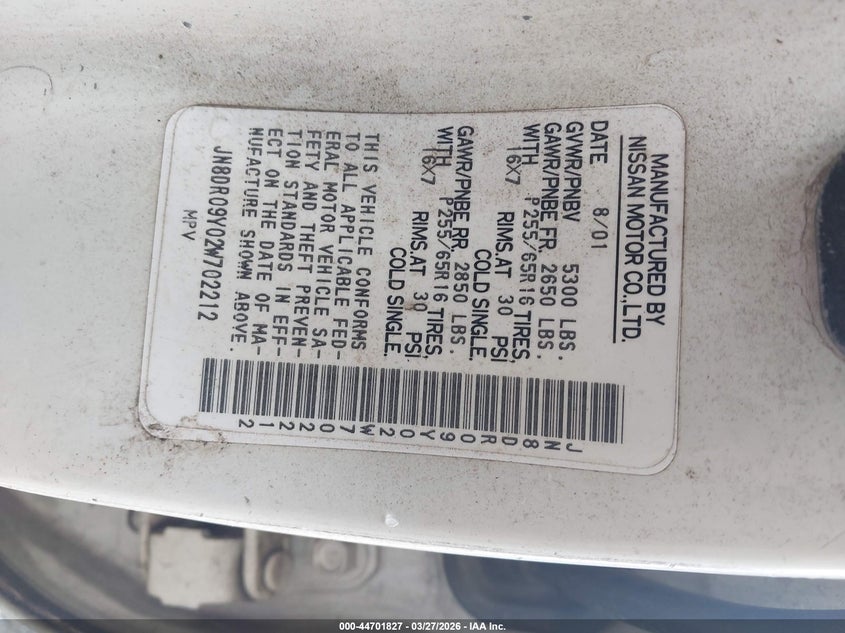 MANUFACTURED BY
NISSAN MOTOR CO.,LTD.
DATE 8/01
GVWR/PNBV 5300 LBS.
GAWR/PNBE,FR, 2650 LBS.
WITH P255/65R16 TIRES,
16X7 RIMS,AT 30 PSI
COLD SINGLE,
GAWR/PNBE,RR, 2850 LBS.
WITH P255/65R16 TIRES,
16X7 RIMS,AT 30 PSI
COLD SINGLE,
THIS VEHICLE CONFORMS
TO ALL APPLICABLE FED-
ERAL MOTOR VEHICLE SA-
FETY AND THEFT PREVEN-
TION STANDARDS IN EFF-
ECT ON THE DATE OF MA-
NUFACTURE SHOWN ABOVE.
JN8DR09Y02W702212
MPV
JN8DR09Y02W702212
000-44701827 | 03/27/2026 | IAA Inc.